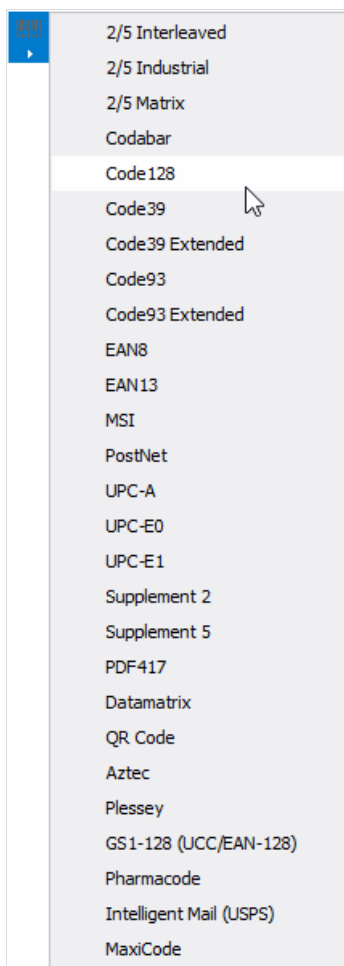 2/5 Interleaved
2/5 Industrial
2/5 Matrix
Codabar
Code128
Code39
Code39 Extended
Code93
Code93 Extended
EAN8
EAN13
MSI
PostNet
UPC-A
UPC-E0
UPC-E1
Supplement 2
Supplement 5
PDF417
Datamatrix
QR Code
Aztec
Plessey
GS1-128 (UCC/EAN-128)
Pharmacode
Intelligent Mail (USPS)
MaxiCode